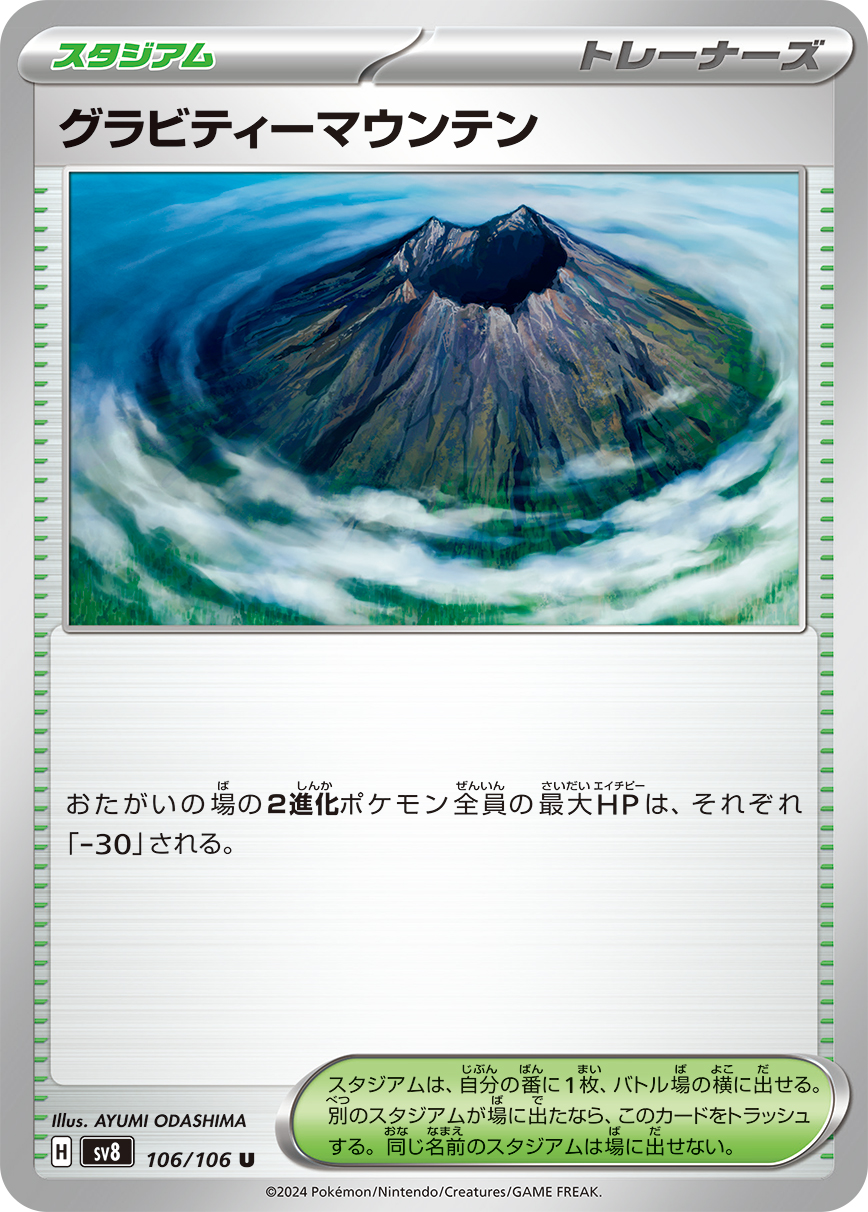 スタジアム
トレーナーズ
グラビティーマウンテン
おたがいの場の2進化ポケモン全員の最大HPは、それぞれ
「-30」される。
スタジアムは、自分の番に1枚、バトル場の横に出せる。
別のスタジアムが場に出たなら、このカードをトラッシュ
する。同じ名前のスタジアムは場に出せない。
Illus. AYUMI ODASHIMA
H sv8 106/106 U
©2024 Pokémon/Nintendo/Creatures/GAME FREAK.